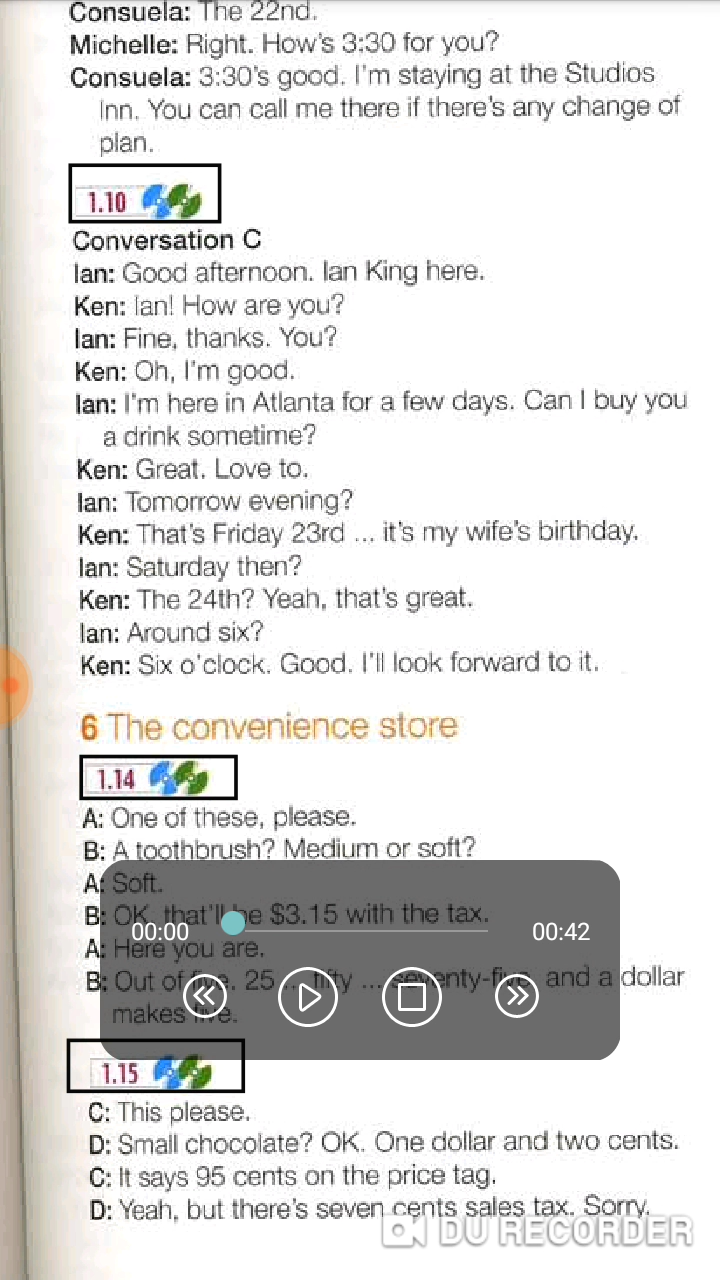 Consuela: The 22nd.
Michelle: Right. How's 3:30 for you?
Consuela: 3:30's good. I'm staying at the Studios
Inn. You can call me there if there's any change of
plan.
1.10
Conversation C
Ian: Good afternoon. Ian King here.
Ken: Ian! How are you?
Ian: Fine, thanks. You?
Ken: Oh, I'm good.
Ian: I'm here in Atlanta for a few days. Can I buy you
a drink sometime?
Ken: Great. Love to.
Ian: Tomorrow evening?
Ken: That's Friday 23rd ... it's my wife's birthday.
Ian: Saturday then?
Ken: The 24th? Yeah, that's great.
Ian: Around six?
Ken: Six o'clock. Good. I'll look forward to it.
6 The convenience store
1.14
A: One of these, please.
B: A toothbrush? Medium or soft?
A: Soft.
B: OK, that'll be $3.15 with the tax.
00:00
00:42
A: Here you are.
B: Out of five. 25 ... fifty ... seventy-five, and a dollar
makes five.
1.15
C: This please.
D: Small chocolate? OK. One dollar and two cents.
C: It says 95 cents on the price tag.
D: Yeah, but there's seven cents sales tax. Sorry.
DU RECORDER